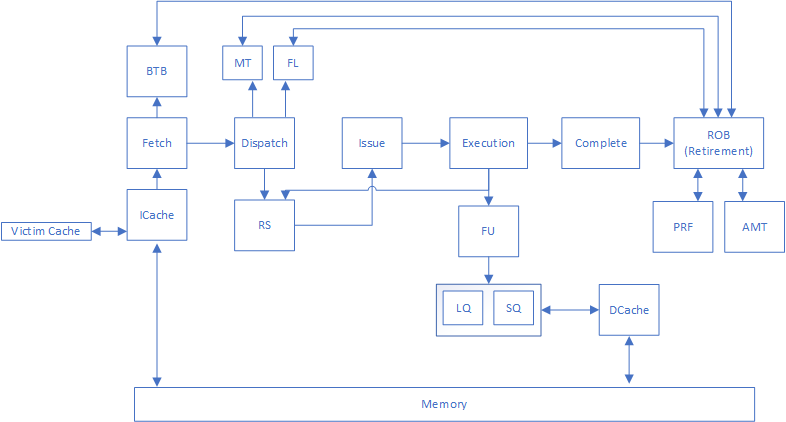 BTB
MT
FL
Fetch
Dispatch
Issue
Execution
Complete
ROB
(Retirement)
ICache
Victim Cache
RS
FU
PRF
AMT
LQ
SQ
DCache
Memory